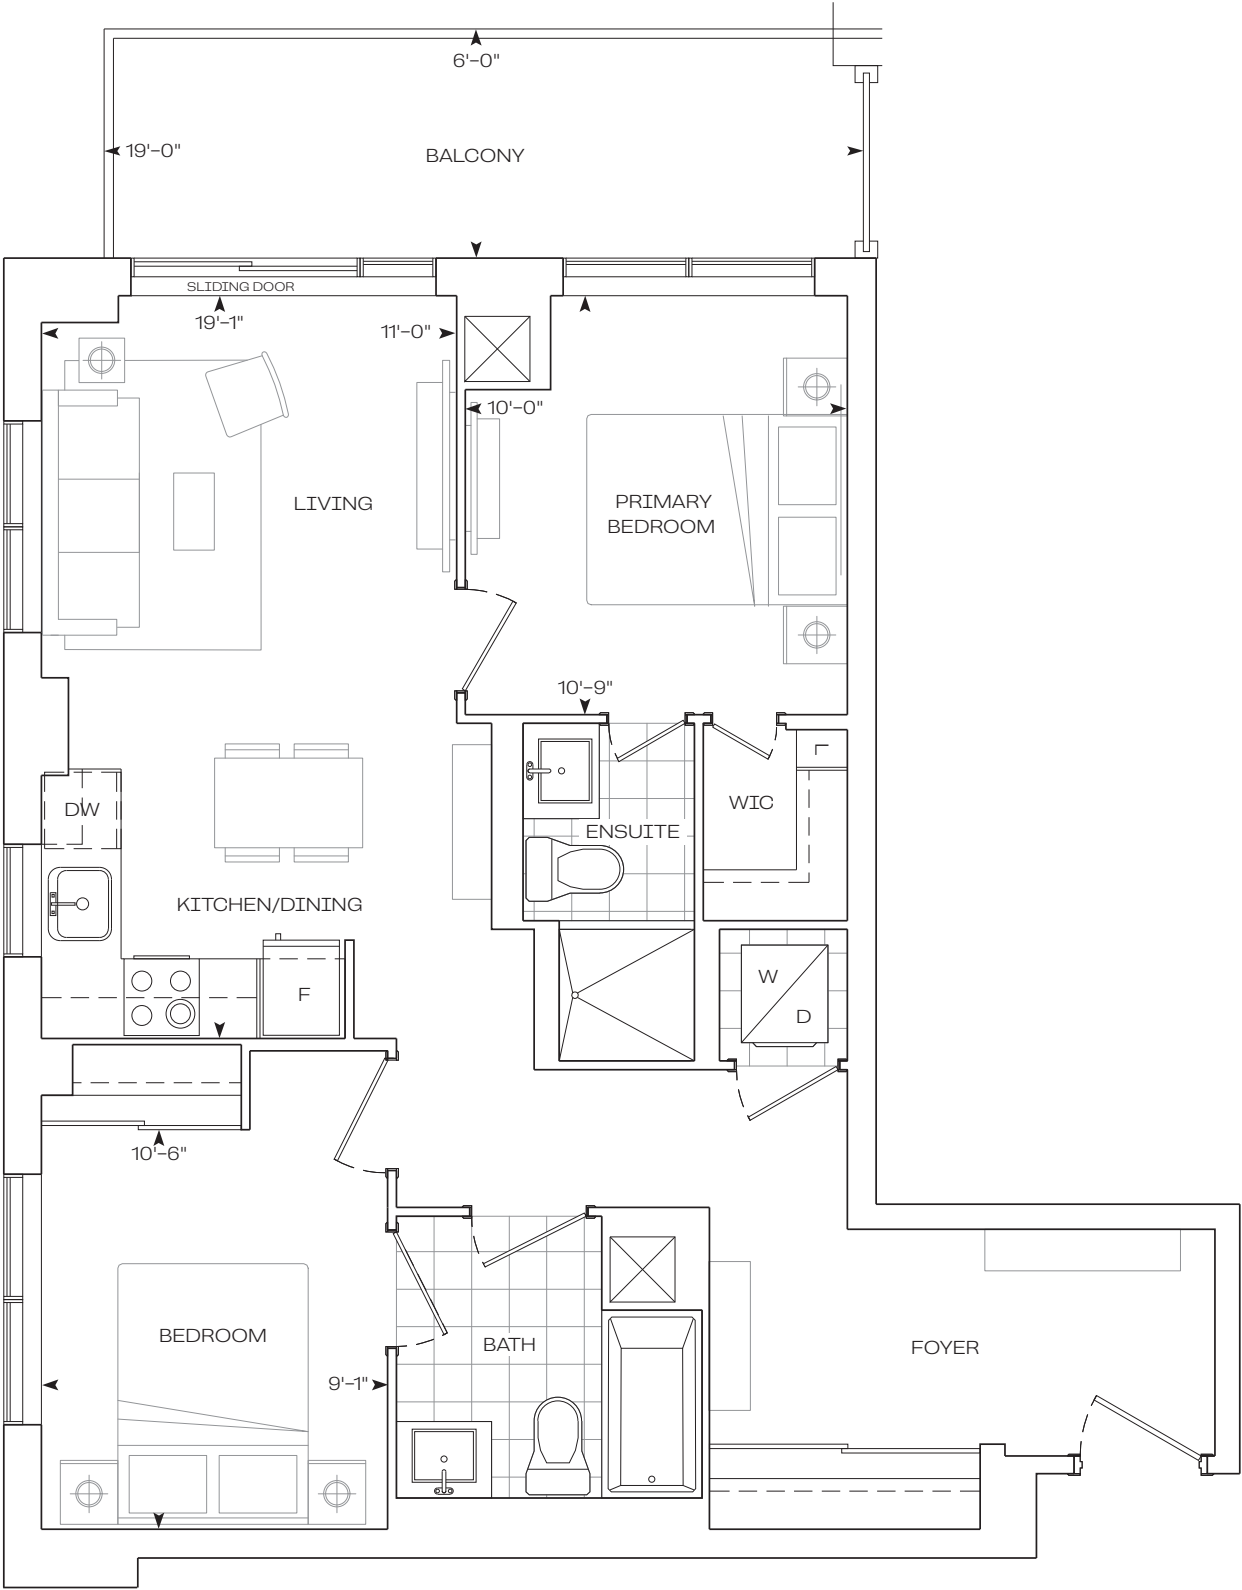 6'-0"
19'-0"
BALCONY
SLIDING DOOR
19'-1"
11'-0"
10'-0"
LIVING
PRIMARY
BEDROOM
10'-9"
L
DW
WIC
ENSUITE
KITCHEN/DINING
W
F
D
10'-6"
BEDROOM
BATH
FOYER
9'-1"